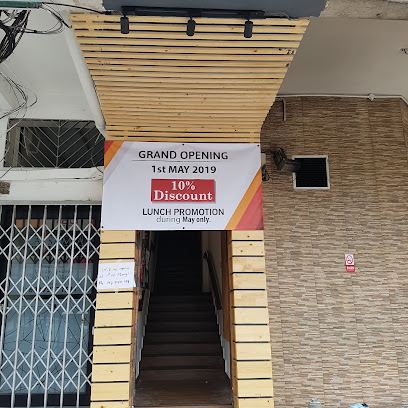 GRAND OPENING
1st MAY 2019
10%
Discount
LUNCH PROMOTION
during May only.